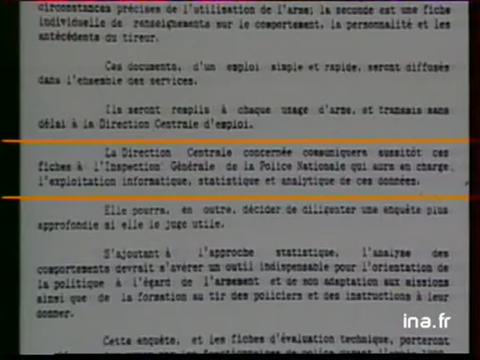 circonstances précises de l'utilisation de l'arme; la seconde est une fiche
individuelle de renseignements sur le comportement, la personnalité et les
antécédents du tireur.
Ces documents, d'un emploi simple et rapide, seront diffusés
dans l'ensemble des services.
Ils seront remplis à chaque usage d'arme, et transmis sans
délai à la Direction Centrale d'emploi.
La Direction Centrale concernée communiquera aussitôt ces
fiches à l'Inspection Générale de la Police Nationale qui aura en charge
l'exploitation informatique, statistique et analytique de ces données.
Elle pourra, en outre, décider de diligenter une enquête plus
approfondie si elle le juge utile.
S'ajoutant à l'approche statistique, l'analyse des
comportements devrait s'avérer un outil indispensable pour l'orientation de
la politique à l'égard de l'armement et de son adaptation aux missions
ainsi que de la formation au tir des policiers et des instructions à leur
donner.
Cette enquête, et les fiches d'évaluation technique, porteront
ina.fr